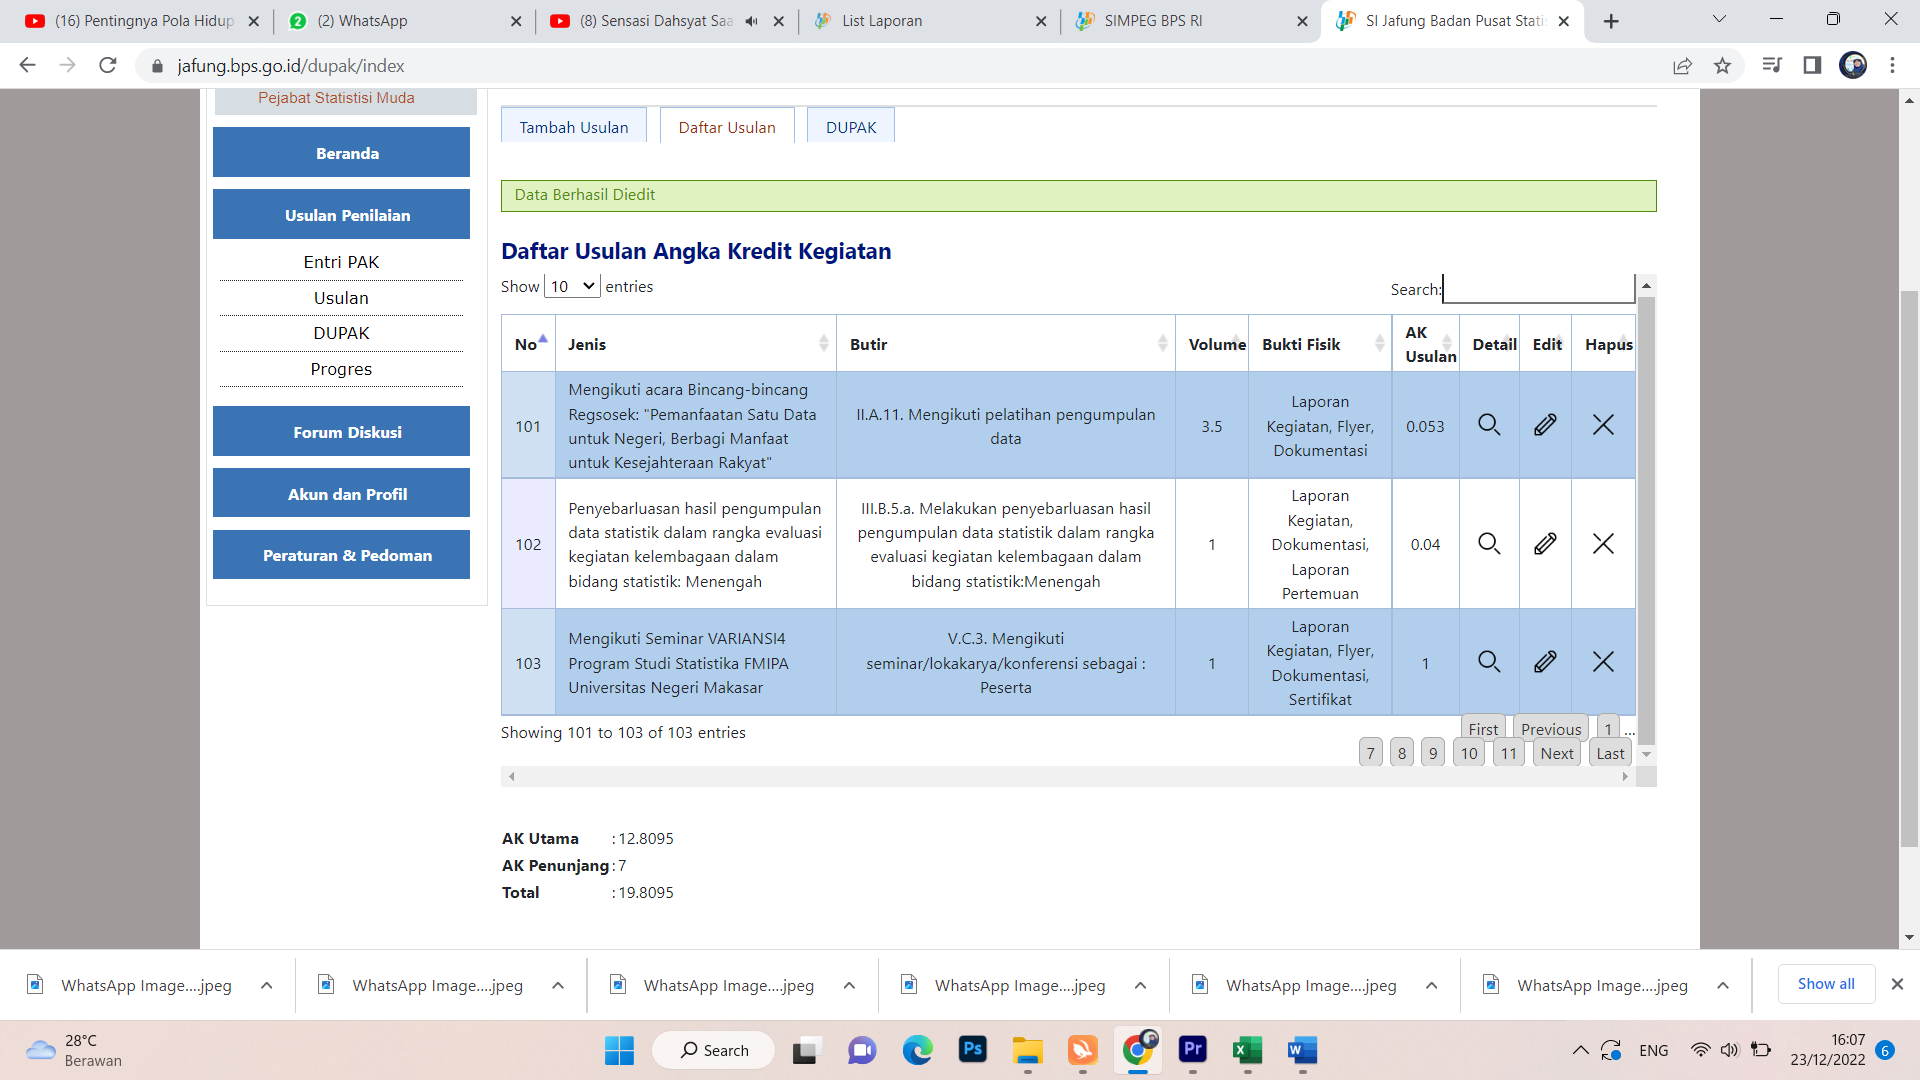 (16) Pentingnya Pola Hidup
(2) WhatsApp
(8) Sensasi Dahsyat Saa
List Laporan
SIMPEG BPS RI
SI Jafung Badan Pusat Stati
jafung.bps.go.id/dupak/index
Pejabat Statistisi Muda
Beranda
Usulan Penilaian
Entri PAK
Usulan
DUPAK
Progres
Forum Diskusi
Akun dan Profil
Peraturan & Pedoman
Tambah Usulan
Daftar Usulan
DUPAK
Data Berhasil Diedit
Daftar Usulan Angka Kredit Kegiatan
Show 10 entries
Search:
No
Jenis
Butir
Volume
Bukti Fisik
AK
Usulan
Detail
Edit
Hapus
101
Mengikuti acara Bincang-bincang
Regsosek: "Pemanfaatan Satu Data
untuk Negeri, Berbagi Manfaat
untuk Kesejahteraan Rakyat"
II.A.11. Mengikuti pelatihan pengumpulan
data
3.5
Laporan
Kegiatan, Flyer,
Dokumentasi
0.053
102
Penyebarluasan hasil pengumpulan
data statistik dalam rangka evaluasi
kegiatan kelembagaan dalam
bidang statistik: Menengah
III.B.5.a. Melakukan penyebarluasan hasil
pengumpulan data statistik dalam rangka
evaluasi kegiatan kelembagaan dalam
bidang statistik:Menengah
1
Laporan
Kegiatan,
Dokumentasi,
Laporan
Pertemuan
0.04
103
Mengikuti Seminar VARIANSI4
Program Studi Statistika FMIPA
Universitas Negeri Makasar
V.C.3. Mengikuti
seminar/lokakarya/konferensi sebagai :
Peserta
1
Laporan
Kegiatan, Flyer,
Dokumentasi,
Sertifikat
1
Showing 101 to 103 of 103 entries
First Previous 1 ...
7 8 9 10 11 Next Last
AK Utama : 12.8095
AK Penunjang : 7
Total : 19.8095
WhatsApp Image....jpeg
WhatsApp Image....jpeg
WhatsApp Image....jpeg
WhatsApp Image....jpeg
WhatsApp Image....jpeg
WhatsApp Image....jpeg
Show all
28°C
Berawan
Search
Ps
Pr
ENG
16:07
23/12/2022
6